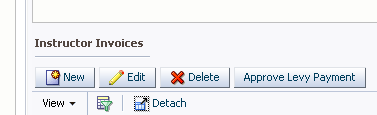 Instructor Invoices
New Edit Delete Approve Levy Payment
View Detach